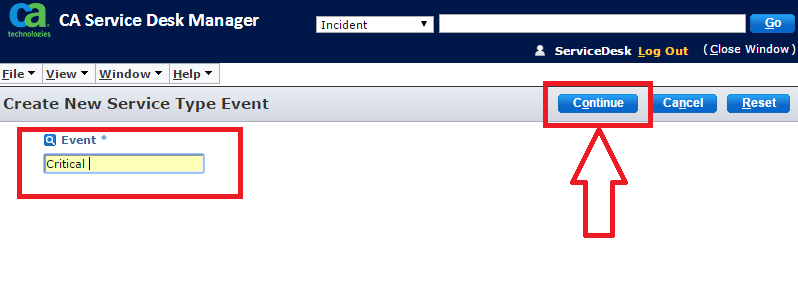 ca
technologies
CA Service Desk Manager
Incident
Go
ServiceDesk Log Out (Close Window)
File View Window Help
Create New Service Type Event
Continue Cancel Reset
Event *
Critical